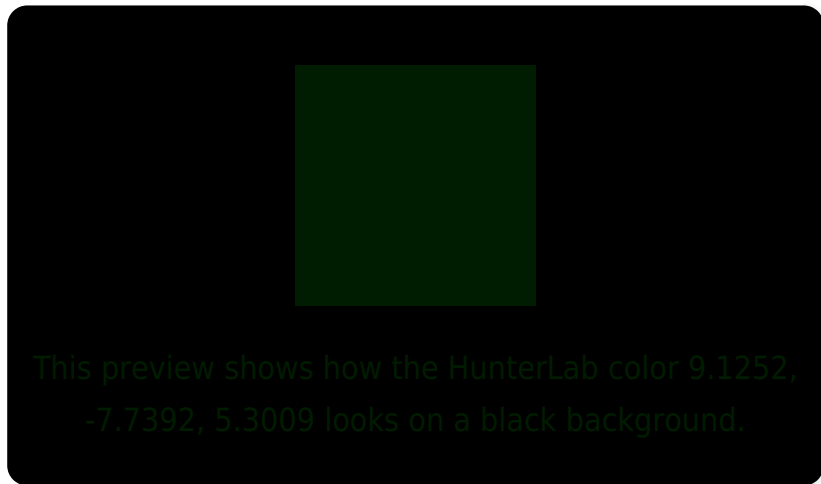 This preview shows how the HunterLab color 9.1252,
-7.7392, 5.3009 looks on a black background.